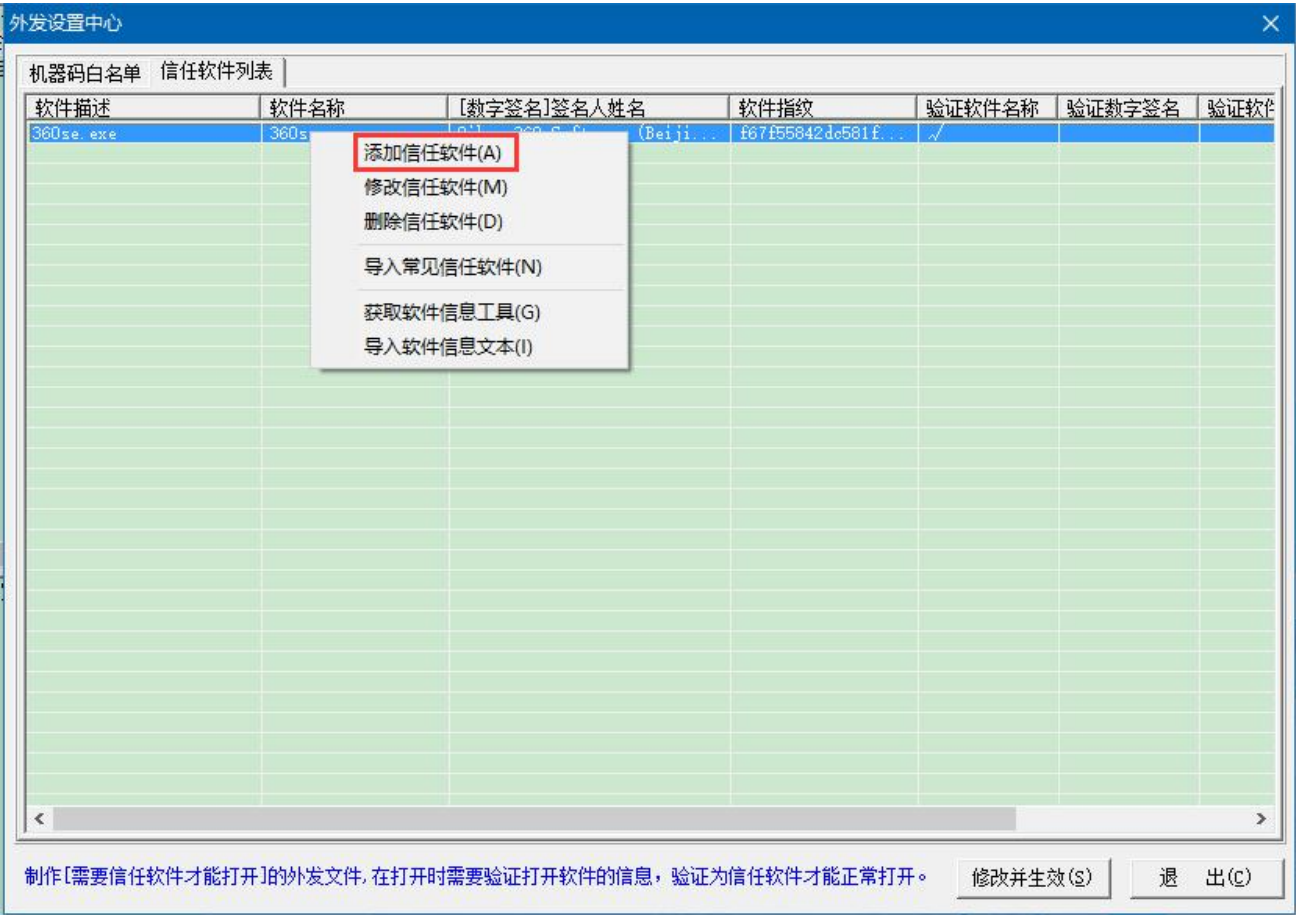 外发设置中心
机器码白名单 信任软件列表
软件描述 软件名称 [数字签名]签名人姓名 软件指纹 验证软件名称 验证数字签名 验证软件
360se.exe 360s (Beiji... f67f55842dc581f... √
添加信任软件(A)
修改信任软件(M)
删除信任软件(D)
导入常见信任软件(N)
获取软件信息工具(G)
导入软件信息文本(I)
制作[需要信任软件才能打开]的外发文件,在打开时需要验证打开软件的信息，验证为信任软件才能正常打开。 修改并生效(S) 退 出(C)